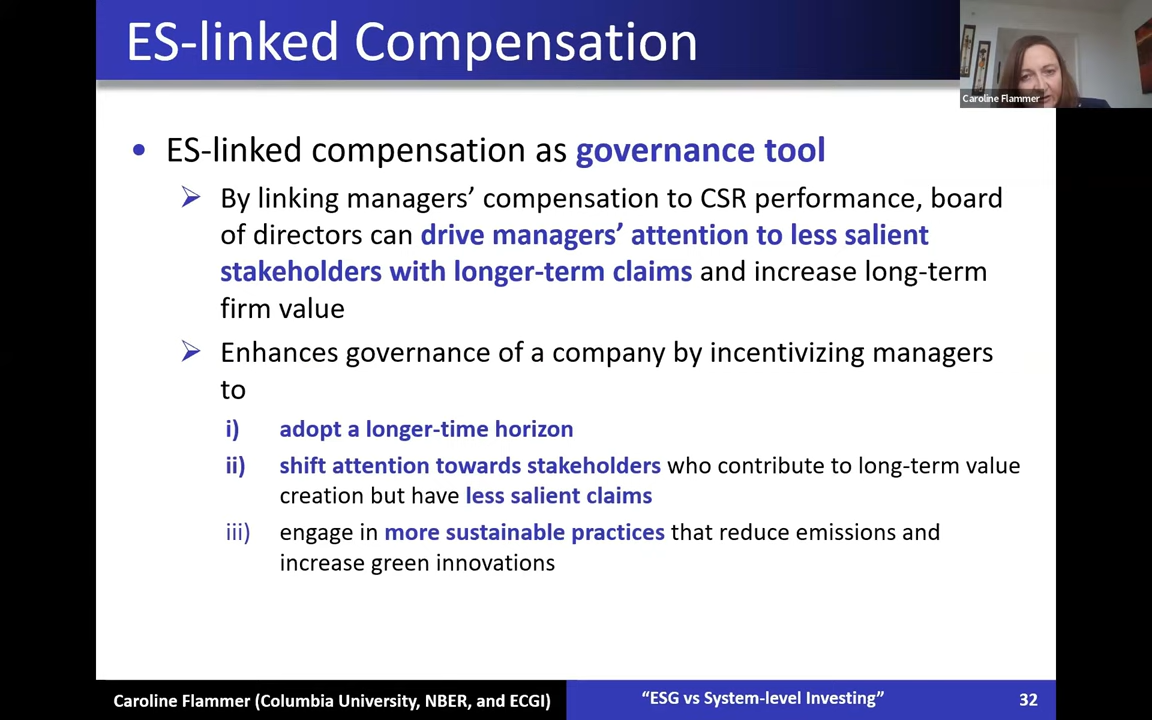 ES-linked Compensation
Caroline Flammer
• ES-linked compensation as governance tool
➢ By linking managers’ compensation to CSR performance, board
of directors can drive managers’ attention to less salient
stakeholders with longer-term claims and increase long-term
firm value
➢ Enhances governance of a company by incentivizing managers
to
i) adopt a longer-time horizon
ii) shift attention towards stakeholders who contribute to long-term value
creation but have less salient claims
iii) engage in more sustainable practices that reduce emissions and
increase green innovations
Caroline Flammer (Columbia University, NBER, and ECGI)
“ESG vs System-level Investing”
32